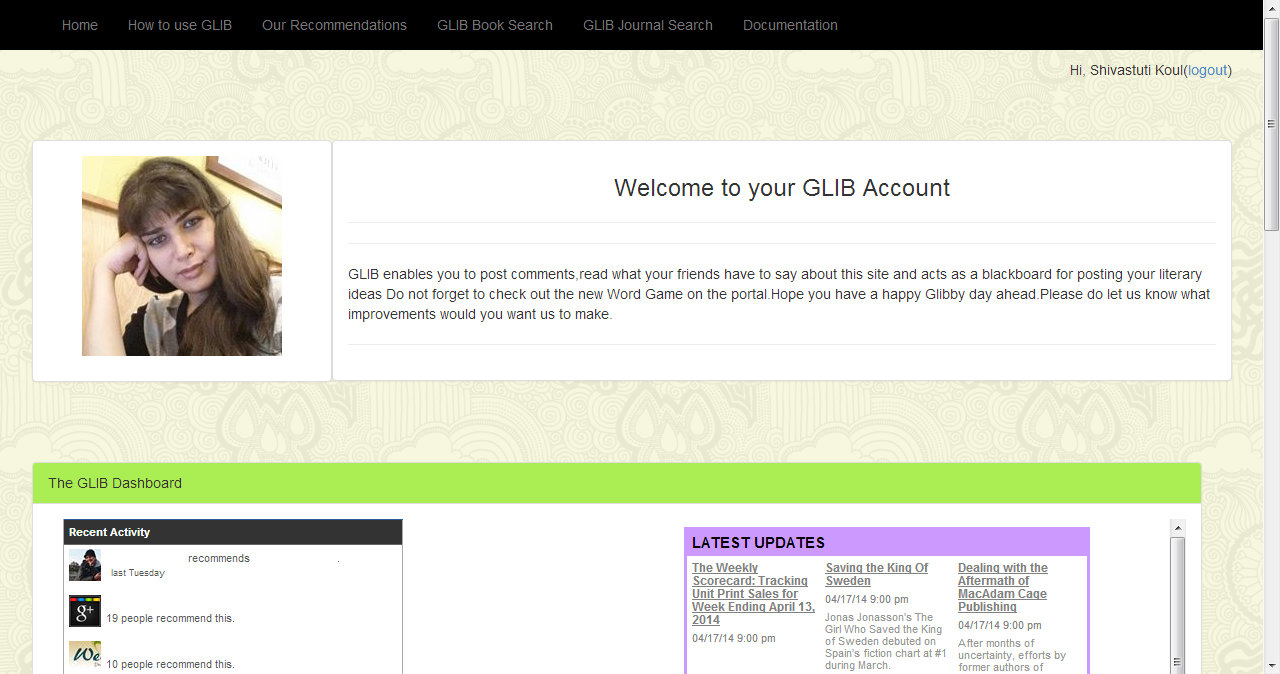 Home How to use GLIB Our Recommendations GLIB Book Search GLIB Journal Search Documentation
Hi, Shivastuti Koul(logout)
Welcome to your GLIB Account
GLIB enables you to post comments,read what your friends have to say about this site and acts as a blackboard for posting your literary
ideas Do not forget to check out the new Word Game on the portal.Hope you have a happy Glibby day ahead.Please do let us know what
improvements would you want us to make.
The GLIB Dashboard
Recent Activity
recommends .
last Tuesday
g+
19 people recommend this.
We
10 people recommend this.
LATEST UPDATES
The Weekly
Scorecard: Tracking
Unit Print Sales for
Week Ending April 13,
2014
04/17/14 9:00 pm
Saving the King Of
Sweden
04/17/14 9:00 pm
Jonas Jonasson's The
Girl Who Saved the King
of Sweden debuted on
Spain's fiction chart at #1
during March.
Dealing with the
Aftermath of
MacAdam Cage
Publishing
04/17/14 9:00 pm
After months of
uncertainty, efforts by
former authors of